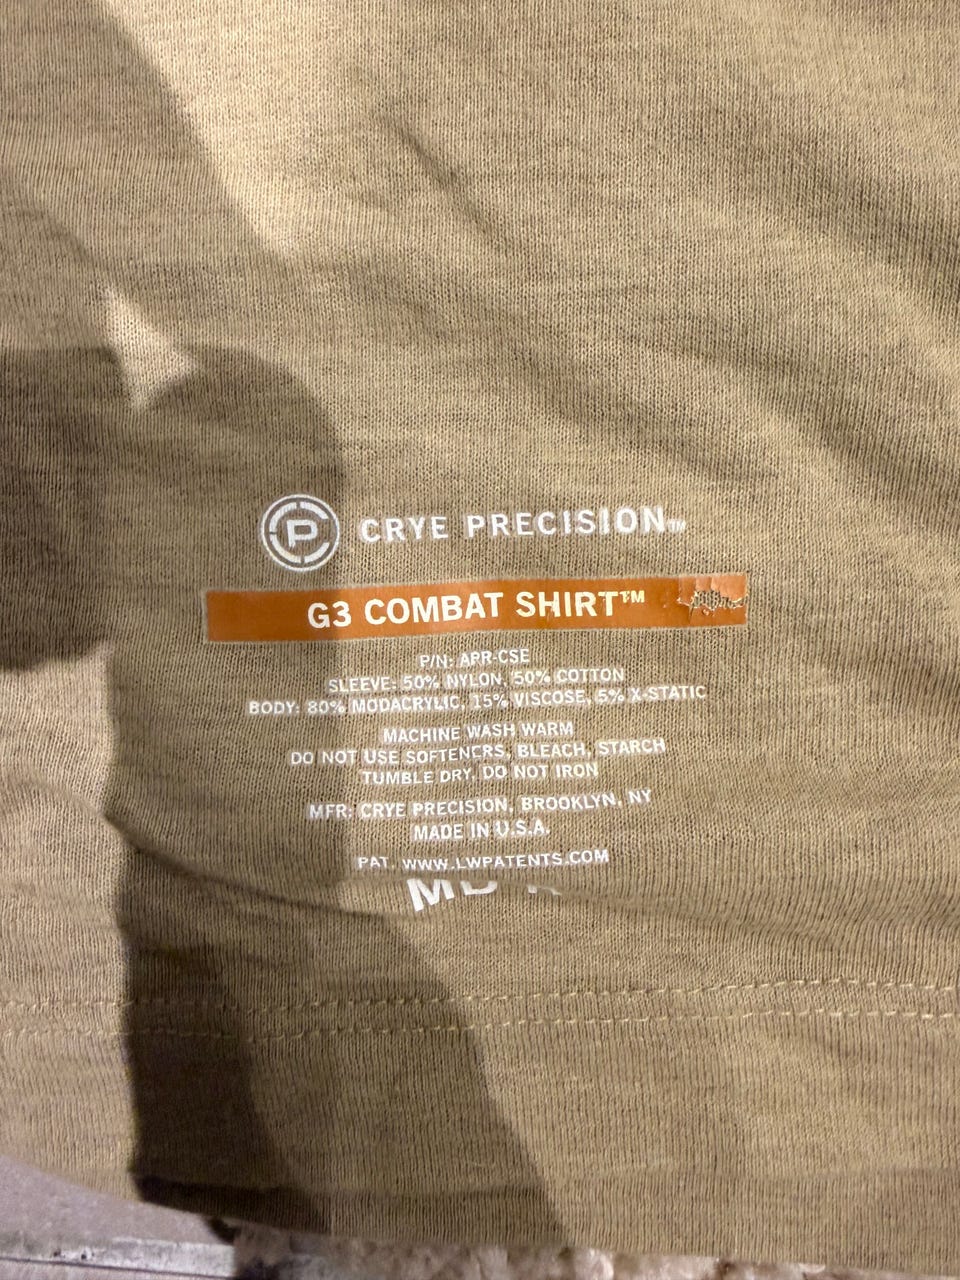 CP CRYE PRECISION™
G3 COMBAT SHIRT™
P/N: APR-CSE
SLEEVE: 50% NYLON, 50% COTTON
BODY: 80% MODACRYLIC, 15% VISCOSE, 5% X-STATIC
MACHINE WASH WARM
DO NOT USE SOFTENERS, BLEACH, STARCH
TUMBLE DRY, DO NOT IRON
MFR: CRYE PRECISION, BROOKLYN, NY
MADE IN U.S.A.
PAT. WWW.LWPATENTS.COM